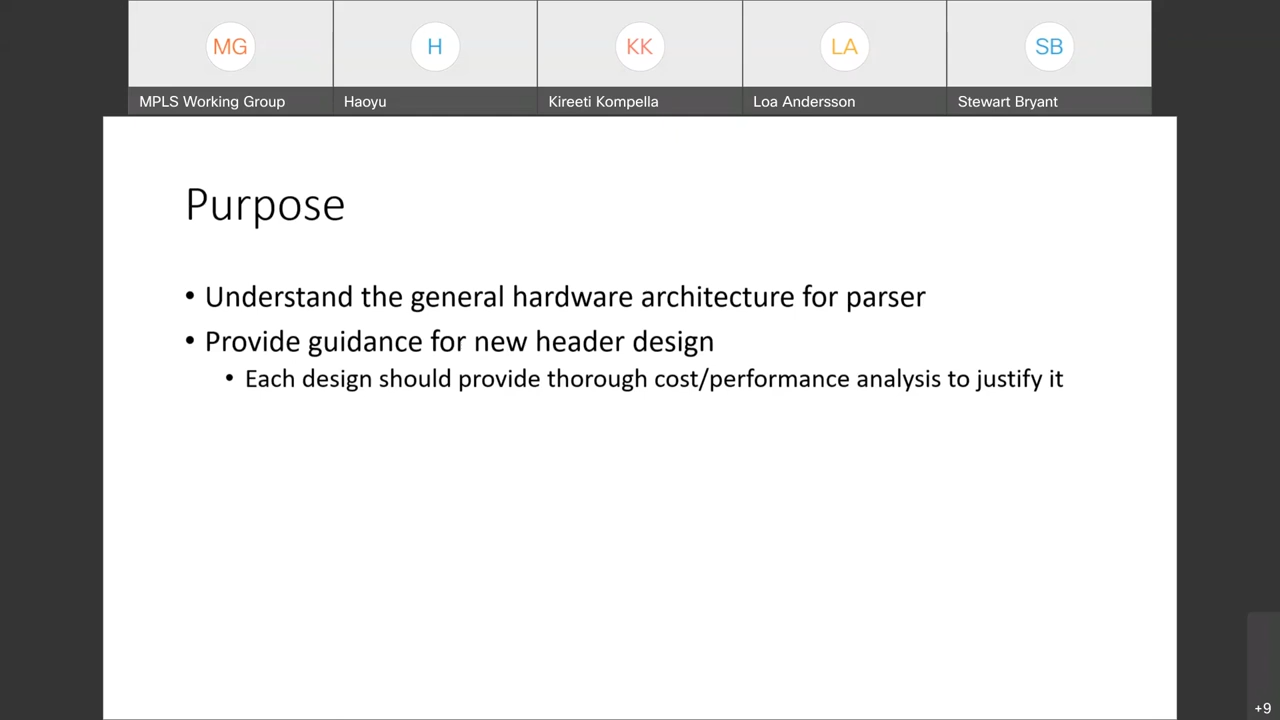 MG H KK LA SB
MPLS Working Group Haoyu Kireeti Kompella Loa Andersson Stewart Bryant
Purpose
• Understand the general hardware architecture for parser
• Provide guidance for new header design
• Each design should provide thorough cost/performance analysis to justify it
+9